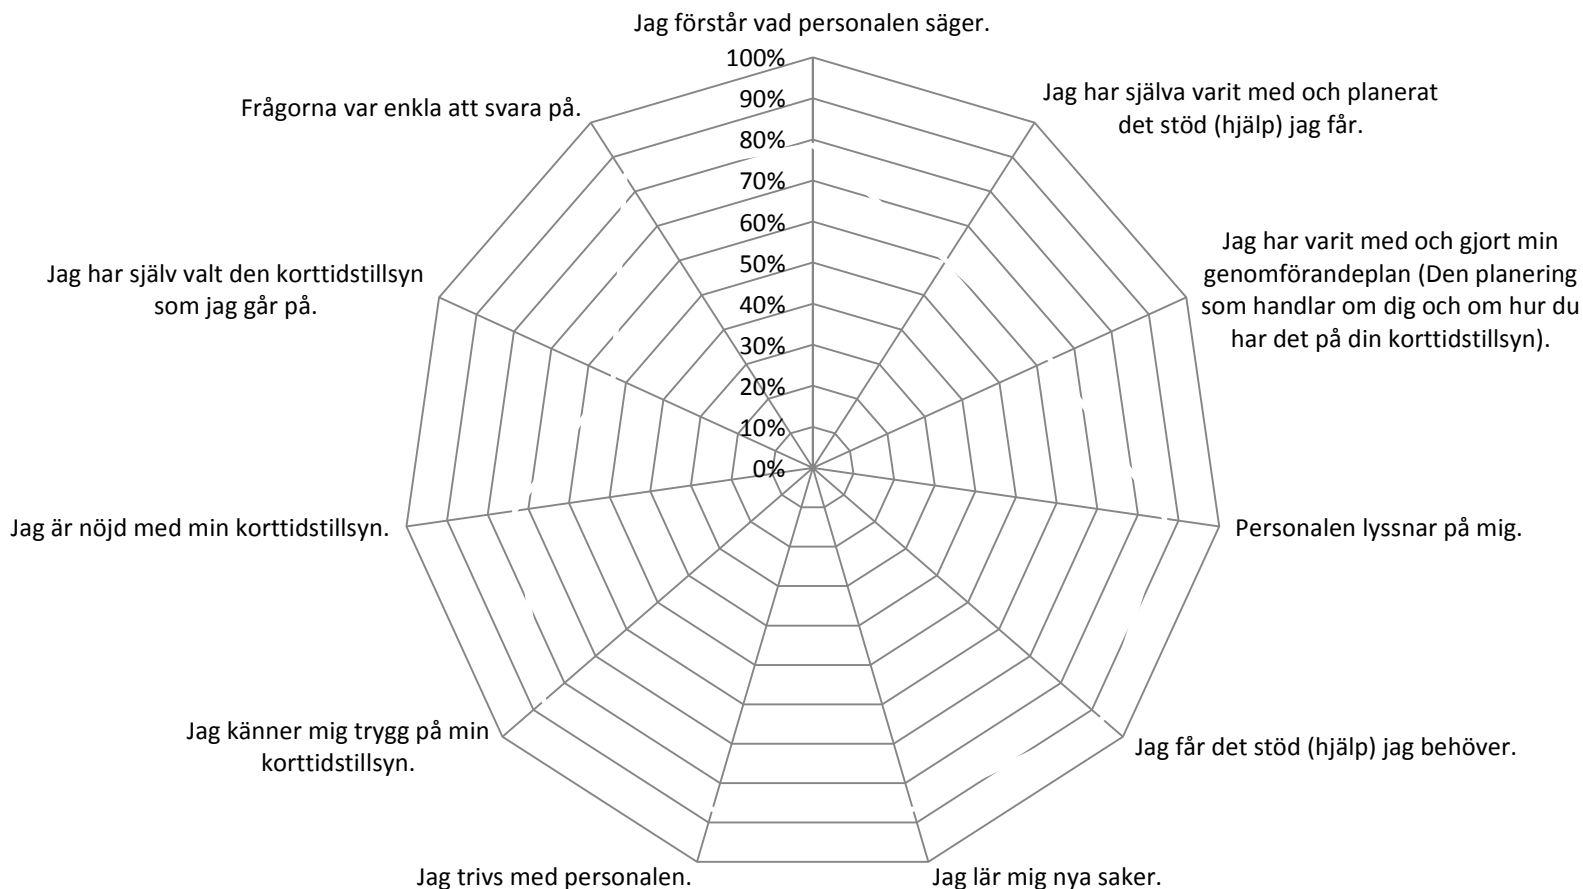 Jag förstår vad personalen säger.
Jag har själva varit med och planerat
det stöd (hjälp) jag får.
Jag har varit med och gjort min
genomförandeplan (Den planering
som handlar om dig och om hur du
har det på din korttidstillsyn).
Personalen lyssnar på mig.
Jag får det stöd (hjälp) jag behöver.
Jag lär mig nya saker.
Jag trivs med personalen.
Jag känner mig trygg på min
korttidstillsyn.
Jag är nöjd med min korttidstillsyn.
Jag har själv valt den korttidstillsyn
som jag går på.
Frågorna var enkla att svara på.
100%
90%
80%
70%
60%
50%
40%
30%
20%
10%
0%